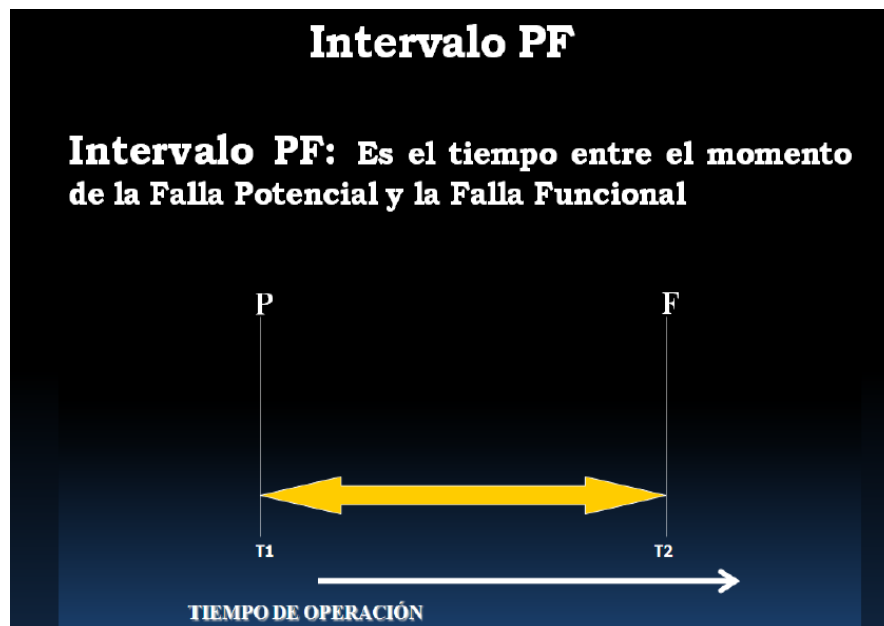 Intervalo PF
Intervalo PF: Es el tiempo entre el momento
de la Falla Potencial y la Falla Funcional
P F
T1 T2
TIEMPO DE OPERACIÓN